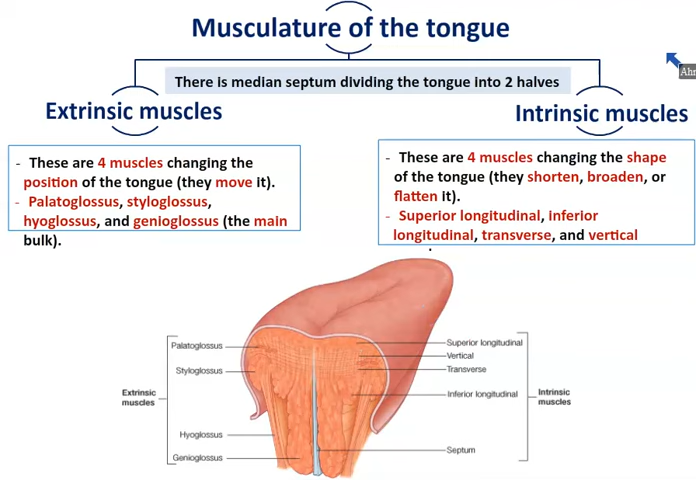 Musculature of the tongue
There is median septum dividing the tongue into 2 halves
Extrinsic muscles
- These are 4 muscles changing the
position of the tongue (they move it).
- Palatoglossus, styloglossus,
hyoglossus, and genioglossus (the main
bulk).
Intrinsic muscles
- These are 4 muscles changing the shape
of the tongue (they shorten, broaden, or
flatten it).
- Superior longitudinal, inferior
longitudinal, transverse, and vertical
.
Ahr
Extrinsic
muscles
Palatoglossus
Styloglossus
Hyoglossus
Genioglossus
Superior longitudinal
Vertical
Transverse
Inferior longitudinal
Septum
Intrinsic
muscles